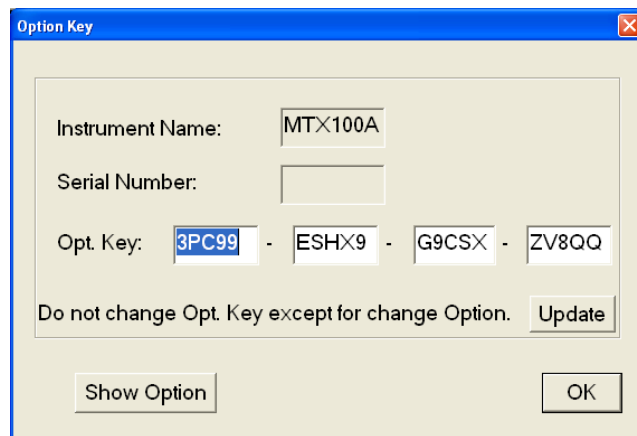 Option Key
Instrument Name: MTX100A
Serial Number:
Opt. Key: 3PC99 - ESHX9 - G9CSX - ZV8QQ
Do not change Opt. Key except for change Option. Update
Show Option OK